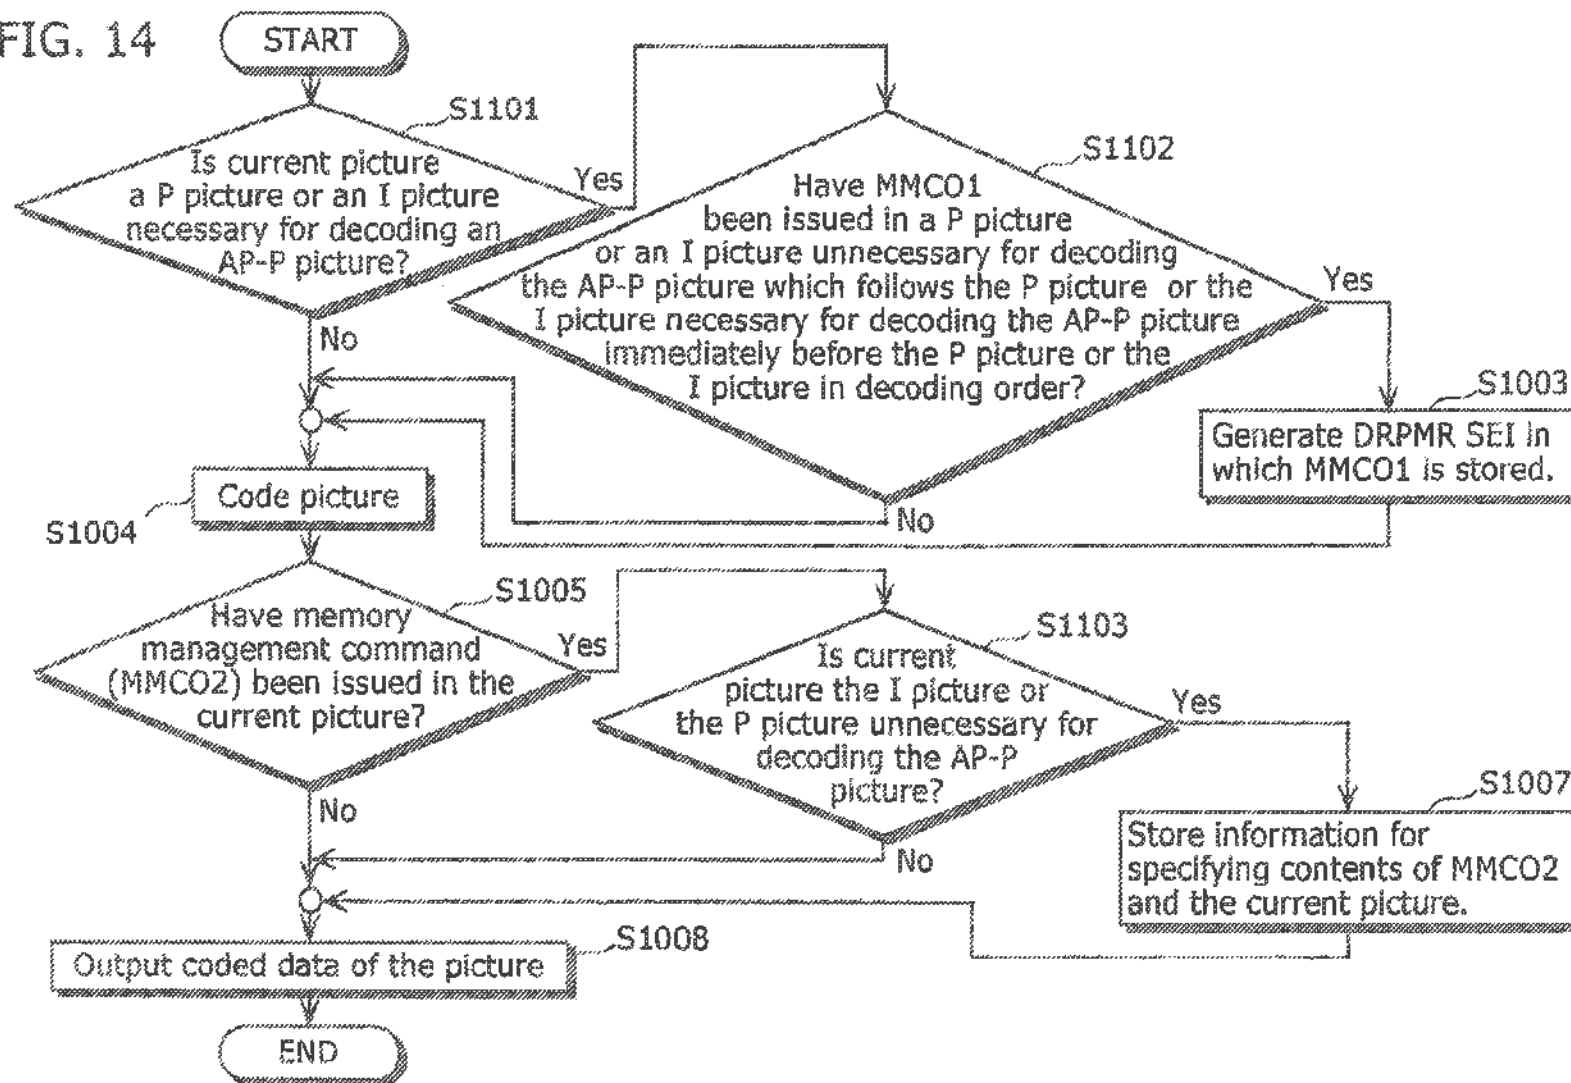 FIG. 14
START
S1101
Is current picture
a P picture or an I picture
necessary for decoding an
AP-P picture?
Yes
No
S1102
Have MMCO1
been issued in a P picture
or an I picture unnecessary for decoding
the AP-P picture which follows the P picture or the
I picture necessary for decoding the AP-P picture
immediately before the P picture or the
I picture in decoding order?
Yes
No
S1003
Generate DRPMR SEI in
which MMCO1 is stored.
Code picture
S1004
S1005
Have memory
management command
(MMCO2) been issued in the
current picture?
Yes
No
S1103
Is current
picture the I picture or
the P picture unnecessary for
decoding the AP-P
picture?
Yes
No
S1007
Store information for
specifying contents of MMCO2
and the current picture.
S1008
Output coded data of the picture
END